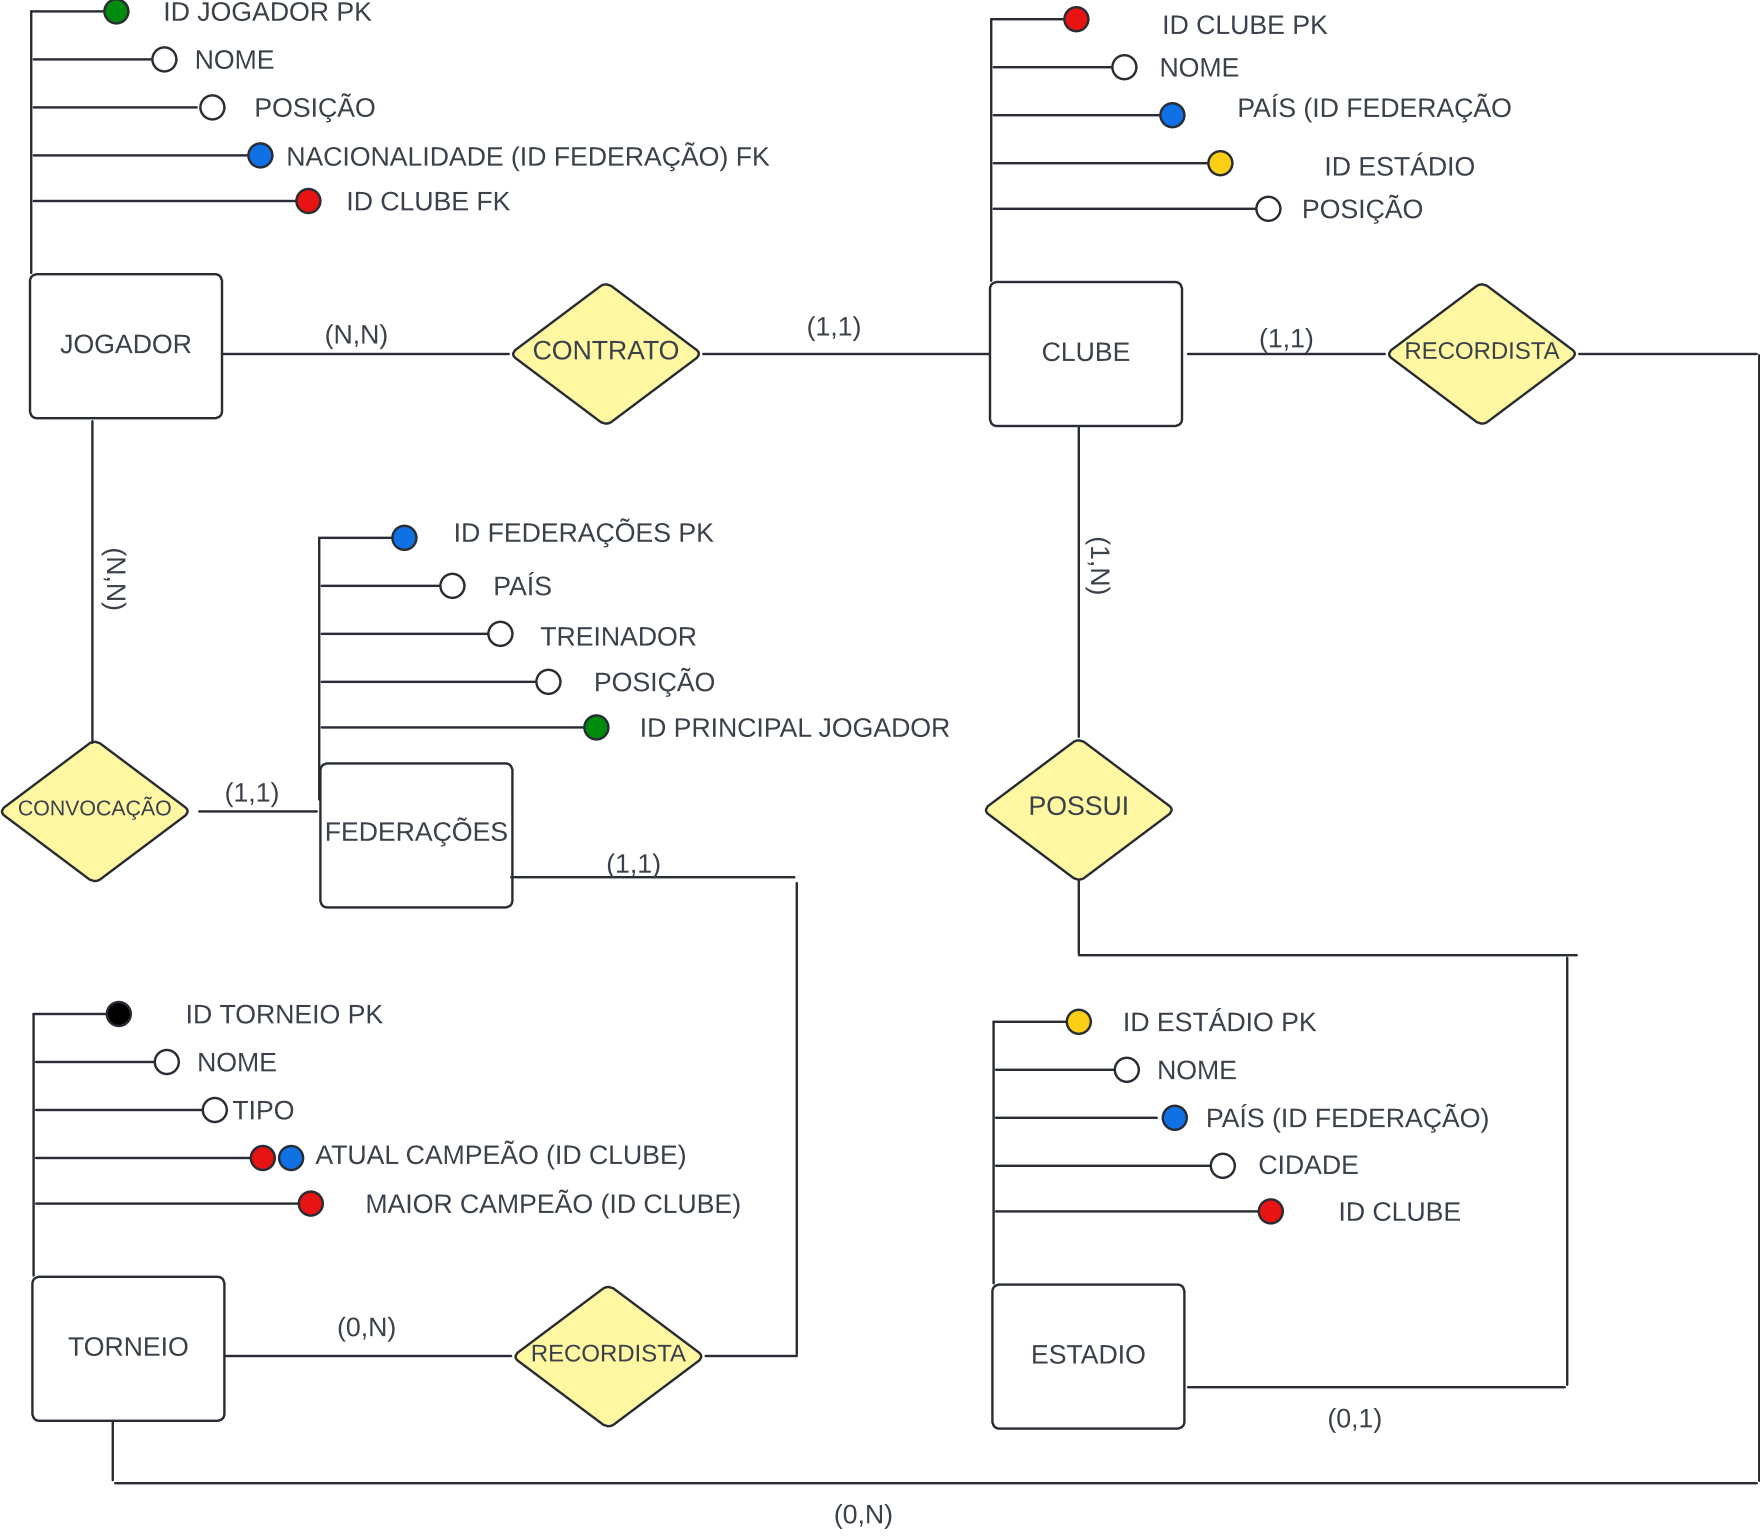 ID JOGADOR PK
NOME
POSIÇÃO
NACIONALIDADE (ID FEDERAÇÃO) FK
ID CLUBE FK
ID CLUBE PK
NOME
PAÍS (ID FEDERAÇÃO
ID ESTÁDIO
POSIÇÃO
JOGADOR
(N,N)
CONTRATO
(1,1)
CLUBE
(1,1)
RECORDISTA
(N,N)
(1,N)
ID FEDERAÇÕES PK
PAÍS
TREINADOR
POSIÇÃO
ID PRINCIPAL JOGADOR
CONVOCAÇÃO
(1,1)
FEDERAÇÕES
(1,1)
POSSUI
ID TORNEIO PK
NOME
TIPO
ATUAL CAMPEÃO (ID CLUBE)
MAIOR CAMPEÃO (ID CLUBE)
ID ESTÁDIO PK
NOME
PAÍS (ID FEDERAÇÃO)
CIDADE
ID CLUBE
TORNEIO
(0,N)
RECORDISTA
ESTADIO
(0,1)
(0,N)